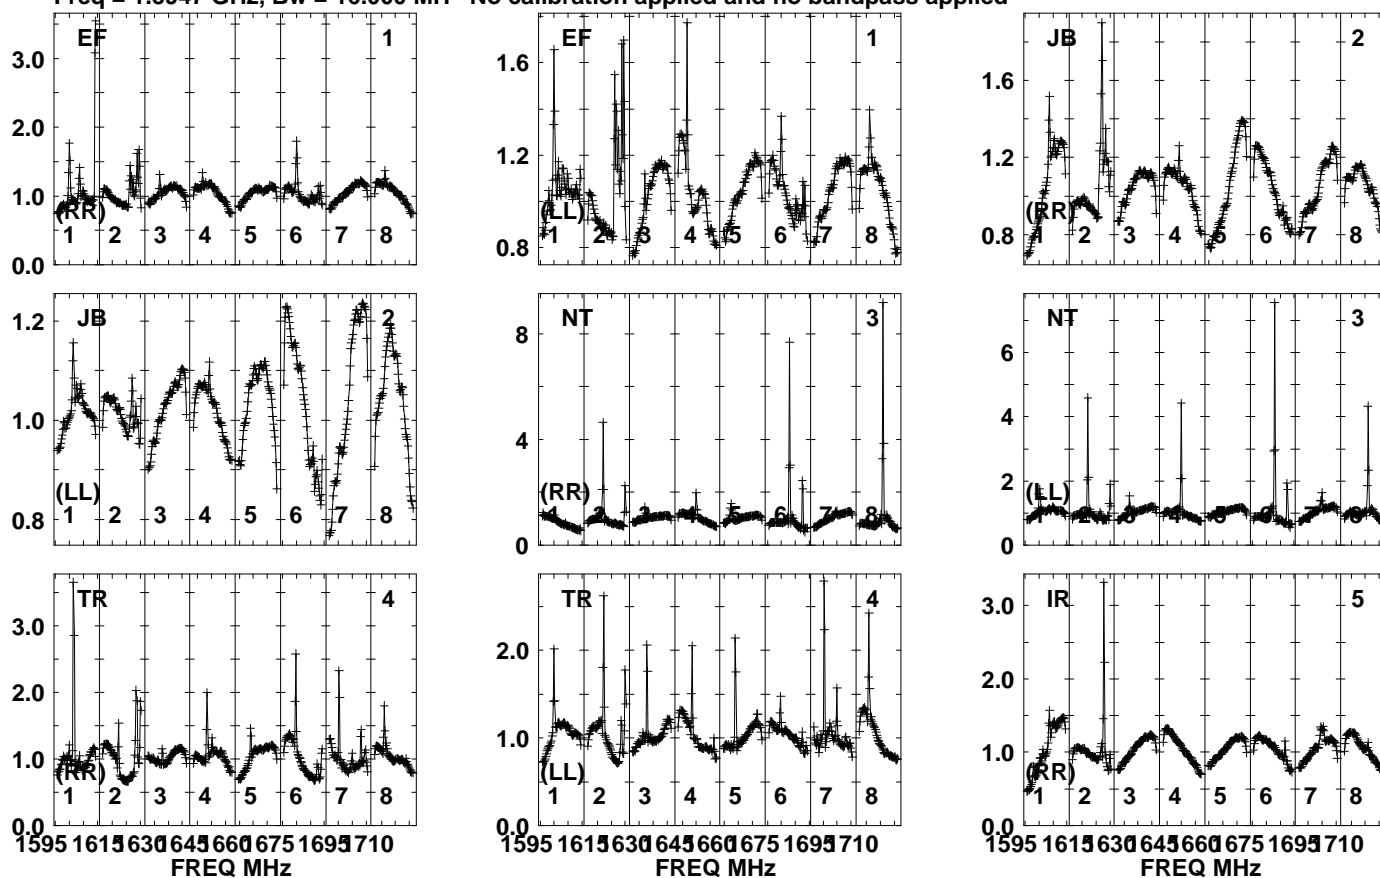 Freq = 1.5947 GHz, Bw = 16.000 MH No calibration applied and no bandpass applied
EF 1 EF 1 JB 2
3.0 1.6 1.6
2.0 1.2 1.2
1.0 0.8 0.8
0.0
(RR) (LL) (RR)
1 2 3 4 5 6 7 8 1 2 3 4 5 6 7 8 1 2 3 4 5 6 7 8
JB 2 NT 3 NT 3
1.2 8 6
1.0 4 4
0.8 0 2
0
(LL) (RR) (LL)
1 2 3 4 5 6 7 8 1 2 3 4 5 6 7 8 1 2 3 4 5 6 7 8
TR 4 TR 4 IR 5
3.0 2.0 3.0
2.0 1.0 2.0
1.0 0.0 1.0
0.0 0.0
(RR) (LL) (RR)
1 2 3 4 5 6 7 8 1 2 3 4 5 6 7 8 1 2 3 4 5 6 7 8
1595 1615 1630 1645 1660 1695 1710 1595 1615 1630 1645 1660 1695 1710 1595 1615 1630 1645 1660 1695 1710
FREQ MHz FREQ MHz FREQ MHz